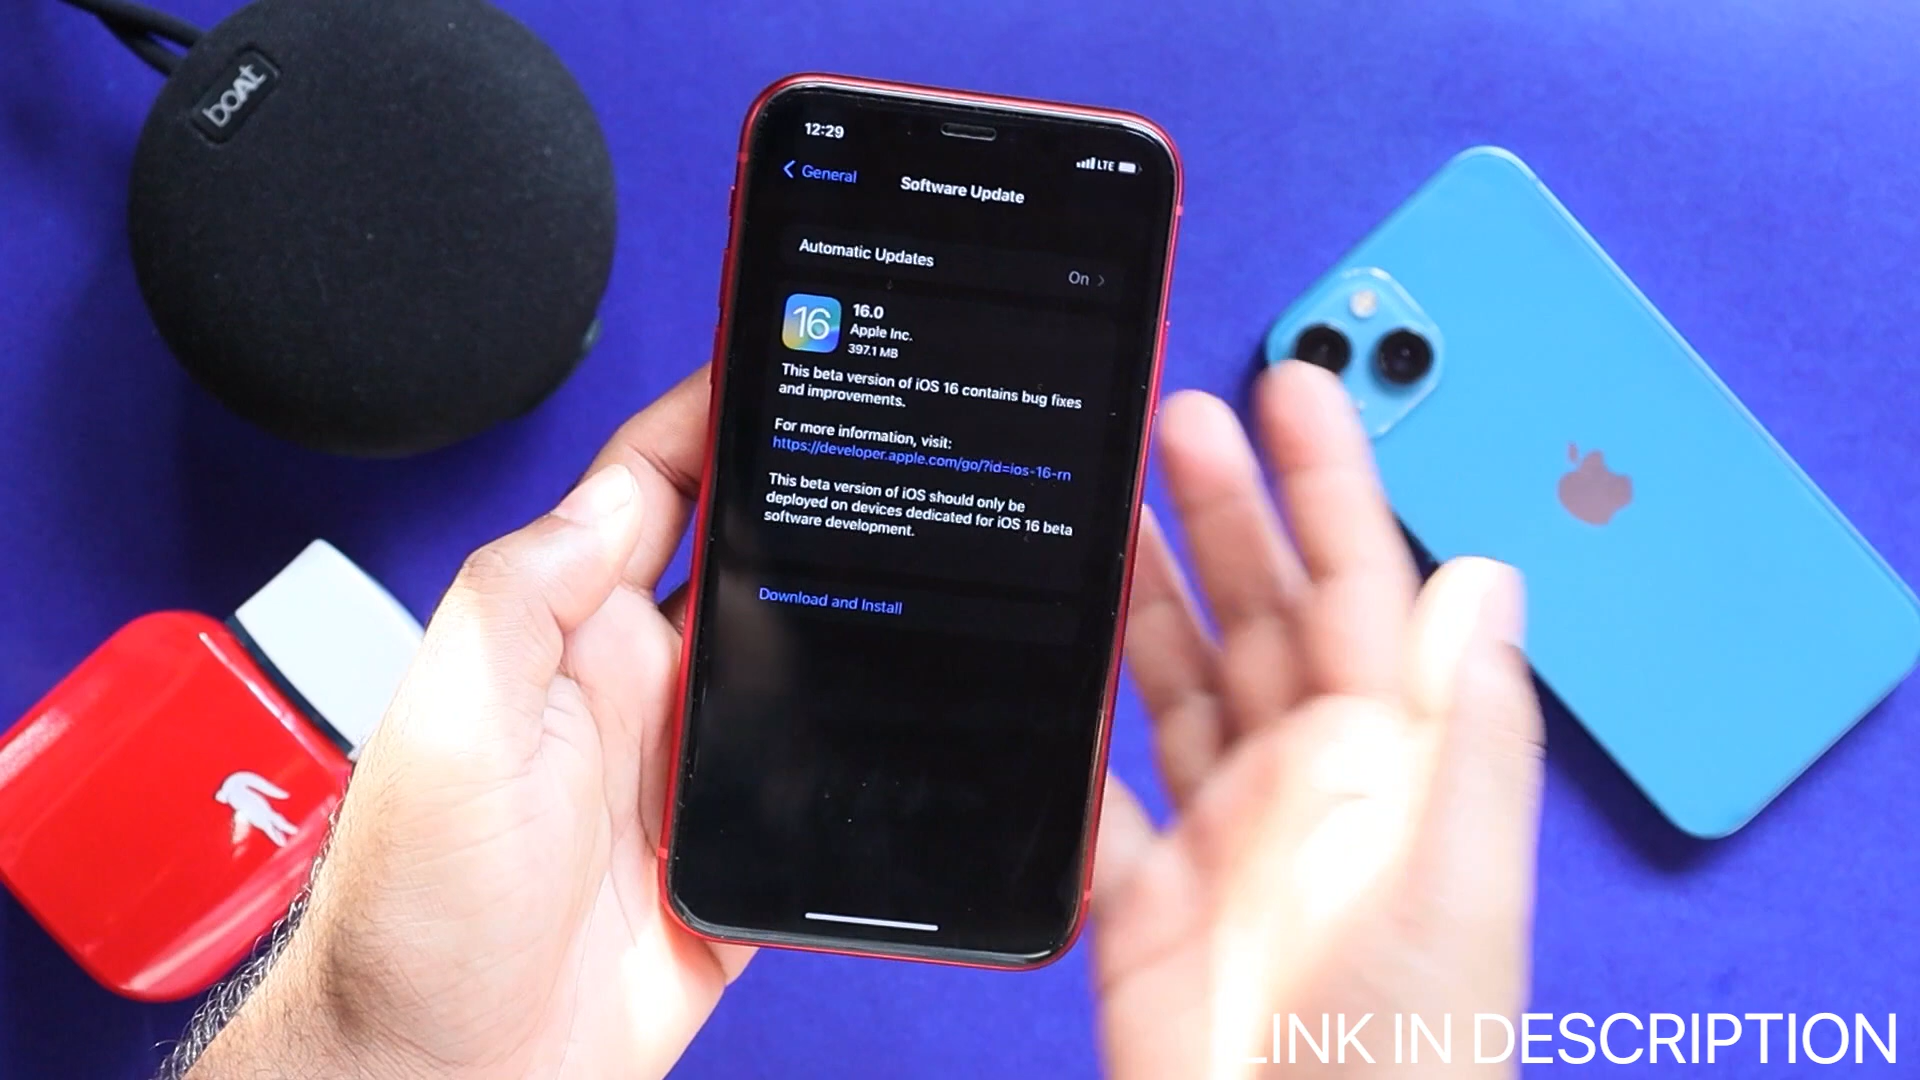 boAt
12:29
LTE
General
Software Update
Automatic Updates
On
16
16.0
Apple Inc.
397.1 MB
This beta version of iOS 16 contains bug fixes
and improvements.
For more information, visit:
https://developer.apple.com/go/?id=ios-16-rn
This beta version of iOS should only be
deployed on devices dedicated for iOS 16 beta
software development.
Download and Install
LINK IN DESCRIPTION